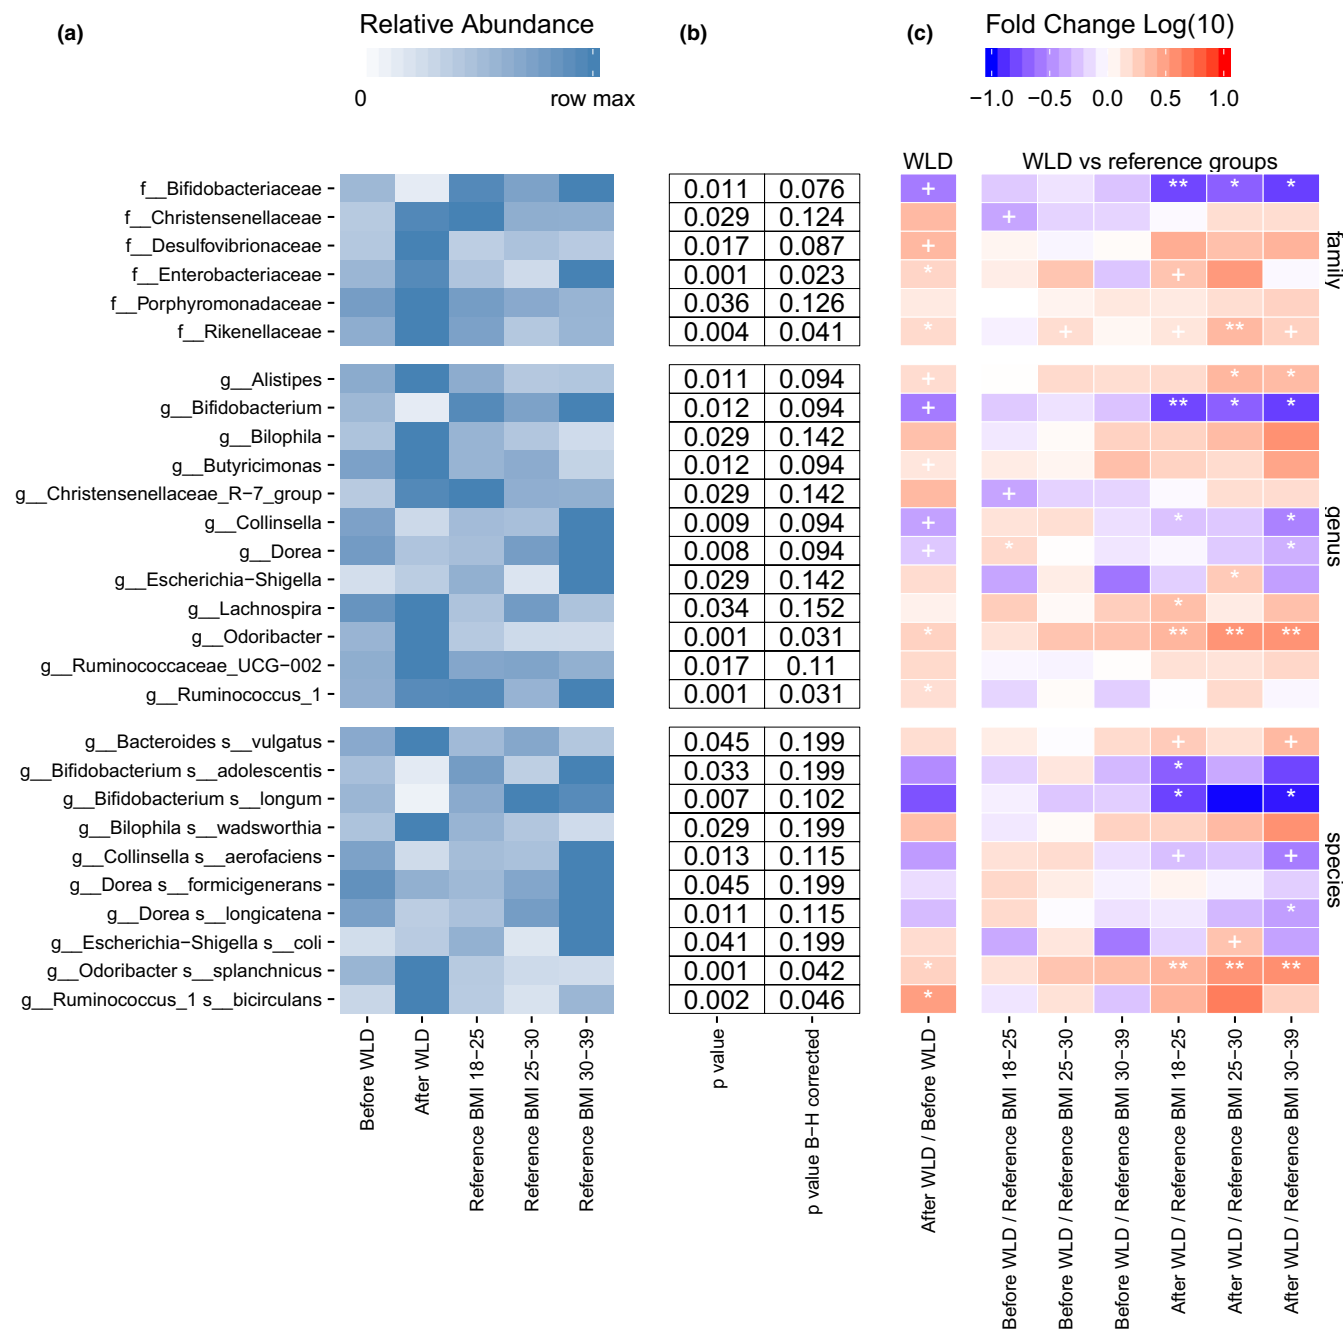 (a)
Relative Abundance
0
row max
(b)
(c)
Fold Change Log(10)
−1.0 −0.5 0.0 0.5 1.0
WLD
WLD vs reference groups
f__Bifidobacteriaceae 0.011 0.076 + ** * *
f__Christensenellaceae 0.029 0.124 +
f__Desulfovibrionaceae 0.017 0.087 +
f__Enterobacteriaceae 0.001 0.023 * +
f__Porphyromonadaceae 0.036 0.126
f__Rikenellaceae 0.004 0.041 * + + ** +
family
g__Alistipes 0.011 0.094 + * *
g__Bifidobacterium 0.012 0.094 + ** * *
g__Bilophila 0.029 0.142
g__Butyricimonas 0.012 0.094 +
g__Christensenellaceae_R−7_group 0.029 0.142 +
g__Collinsella 0.009 0.094 + * *
g__Dorea 0.008 0.094 + * *
g__Escherichia−Shigella 0.029 0.142 *
g__Lachnospira 0.034 0.152 *
g__Odoribacter 0.001 0.031 * ** ** **
g__Ruminococcaceae_UCG−002 0.017 0.11
g__Ruminococcus_1 0.001 0.031 *
genus
g__Bacteroides s__vulgatus 0.045 0.199 + +
g__Bifidobacterium s__adolescentis 0.033 0.199 *
g__Bifidobacterium s__longum 0.007 0.102 * *
g__Bilophila s__wadsworthia 0.029 0.199
g__Collinsella s__aerofaciens 0.013 0.115 + +
g__Dorea s__formicigenerans 0.045 0.199
g__Dorea s__longicatena 0.011 0.115 *
g__Escherichia−Shigella s__coli 0.041 0.199 +
g__Odoribacter s__splanchnicus 0.001 0.042 * ** ** **
g__Ruminococcus_1 s__bicirculans 0.002 0.046 *
species
Before WLD
After WLD
Reference BMI 18−25
Reference BMI 25−30
Reference BMI 30−39
p value
p value B−H corrected
After WLD / Before WLD
Before WLD / Reference BMI 18−25
Before WLD / Reference BMI 25−30
Before WLD / Reference BMI 30−39
After WLD / Reference BMI 18−25
After WLD / Reference BMI 25−30
After WLD / Reference BMI 30−39